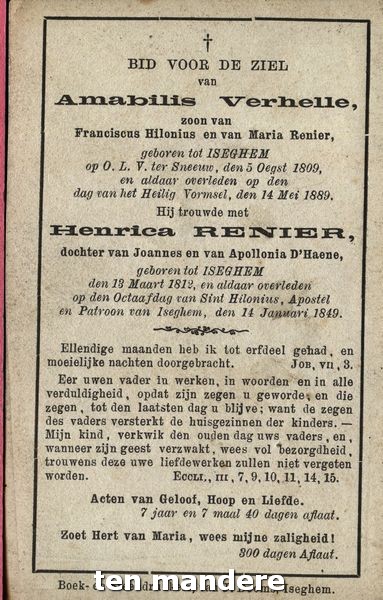 †
BID VOOR DE ZIEL
van
Amabilis Verhelle,
zoon van
Franciscus Hilonius en van Maria Renier,
geboren tot ISEGHEM
op O. L. V. ter Sneeuw, den 5 Oegst 1809,
en aldaar overleden op den
dag van het Heilig Vormsel, den 14 Mei 1889.
Hij trouwde met
Henrica RENIER,
dochter van Joannes en van Apollonia D'Haene,
geboren tot ISEGHEM
den 13 Maart 1812, en aldaar overleden
op den Octaafdag van Sint Hilonius, Apostel
en Patroon van Iseghem, den 14 Januari 1849.
Ellendige maanden heb ik tot erfdeel gehad, en
moeielijke nachten doorgebracht. JOB, VII, 3.
Eer uwen vader in werken, in woorden en in alle
verduldigheid, opdat zijn zegen u geworde, en die
zegen, tot den laatsten dag u blijve; want de zegen
des vaders versterkt de huisgezinnen der kinders. —
Mijn kind, verkwik den ouden dag uws vaders, en,
wanneer zijn geest verzwakt, wees vol bezorgdheid,
trouwens deze uwe liefdewerken zullen niet vergeten
worden. ECCLI., III, 7, 9, 10, 11, 14, 15.
Acten van Geloof, Hoop en Liefde.
7 jaar en 7 maal 40 dagen aflaat.
Zoet Hert van Maria, wees mijne zaligheid!
300 dagen Aflaat.
Boek- Iseghem.
ten mandere